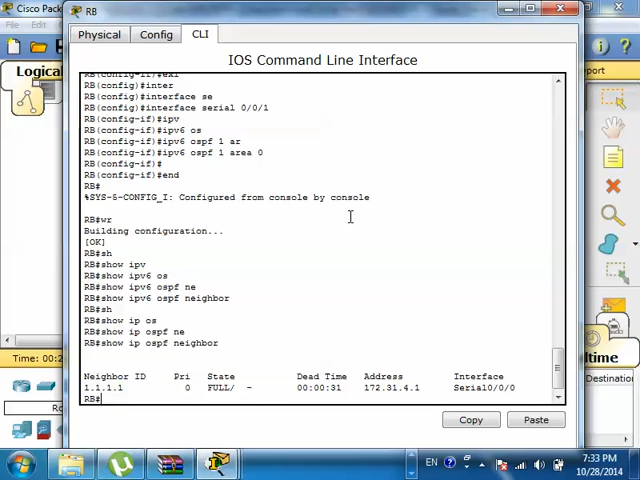 Cisco Pack
RB
File
Edit
Physical
Config
CLI
Logical
port
IOS Command Line Interface
RB(config-if)#exi
RB(config)#inter
RB(config)#interface se
RB(config)#interface serial 0/0/1
RB(config-if)#ipv
RB(config-if)#ipv6 os
RB(config-if)#ipv6 ospf 1 ar
RB(config-if)#ipv6 ospf 1 area 0
RB(config-if)#
RB(config-if)#end
RB#
%SYS-5-CONFIG_I: Configured from console by console
RB#wr
Building configuration...
[OK]
RB#sh
RB#show ipv
RB#show ipv6 os
RB#show ipv6 ospf ne
RB#show ipv6 ospf neighbor
RB#sh
RB#show ip os
RB#show ip ospf ne
RB#show ip ospf neighbor
Neighbor ID Pri State Dead Time Address Interface
1.1.1.1 0 FULL/ - 00:00:31 172.31.4.1 Serial0/0/0
RB#
Copy
Paste
Time: 00:2
ltime
Destination
Ro
EN
7:33 PM
10/28/2014